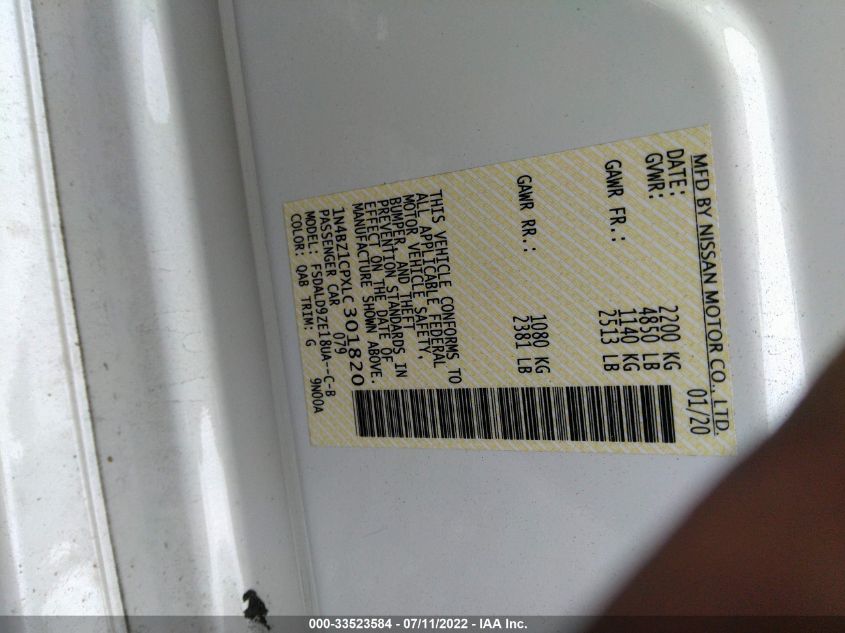 MFD BY NISSAN MOTOR CO., LTD.
DATE: 01/20
GVWR: 2200 KG
4850 LB
GAWR FR.: 1140 KG
2513 LB
GAWR RR.: 1080 KG
2381 LB
THIS VEHICLE CONFORMS TO
ALL APPLICABLE FEDERAL
MOTOR VEHICLE SAFETY,
BUMPER, AND THEFT
PREVENTION STANDARDS IN
EFFECT ON THE DATE OF
MANUFACTURE SHOWN ABOVE.
1N4BZ1CPXLC301820
PASSENGER CAR 079
MODEL: FSDALD9ZE18UA--C-B
COLOR: QAB TRIM: G 9N00A
000-33523584 - 07/11/2022 - IAA Inc.